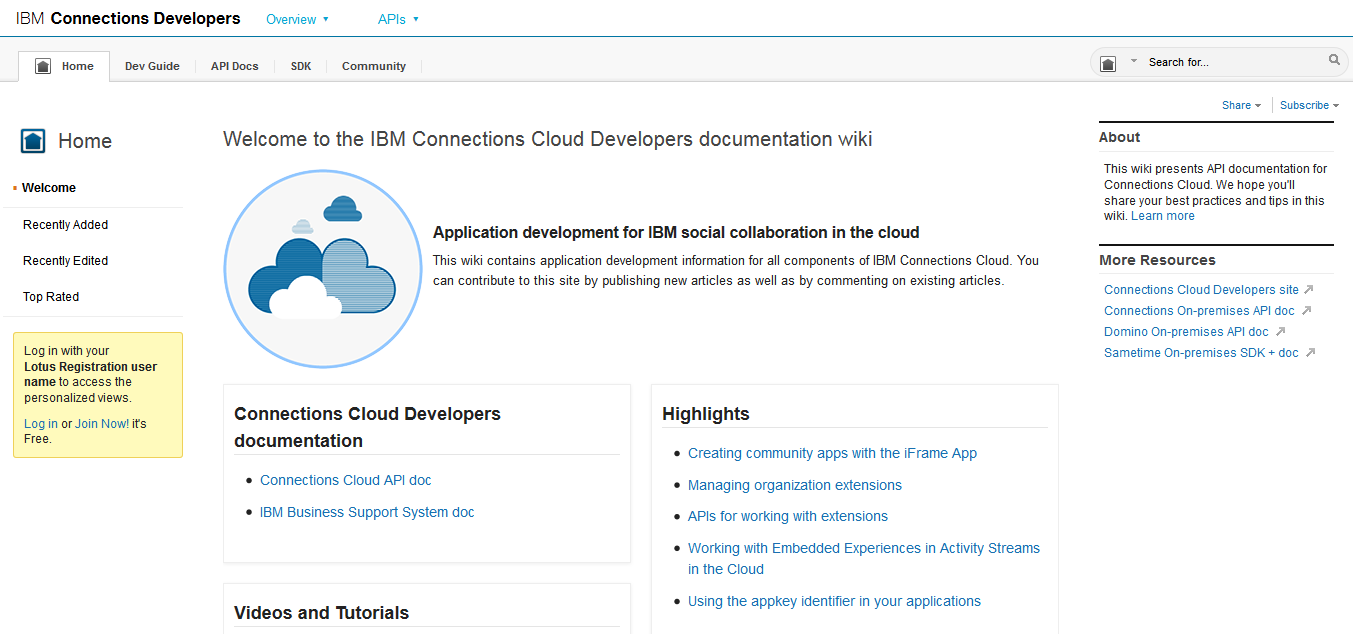 IBM Connections Developers Overview APIs
Home Dev Guide API Docs SDK Community Search for...
Share Subscribe
Home
Welcome
Recently Added
Recently Edited
Top Rated
Log in with your
Lotus Registration user
name to access the
personalized views.
Log in or Join Now! it's
Free.
Welcome to the IBM Connections Cloud Developers documentation wiki
Application development for IBM social collaboration in the cloud
This wiki contains application development information for all components of IBM Connections Cloud. You
can contribute to this site by publishing new articles as well as by commenting on existing articles.
Connections Cloud Developers
documentation
Connections Cloud API doc
IBM Business Support System doc
Videos and Tutorials
Highlights
Creating community apps with the iFrame App
Managing organization extensions
APIs for working with extensions
Working with Embedded Experiences in Activity Streams
in the Cloud
Using the appkey identifier in your applications
About
This wiki presents API documentation for
Connections Cloud. We hope you'll
share your best practices and tips in this
wiki. Learn more
More Resources
Connections Cloud Developers site
Connections On-premises API doc
Domino On-premises API doc
Sametime On-premises SDK + doc